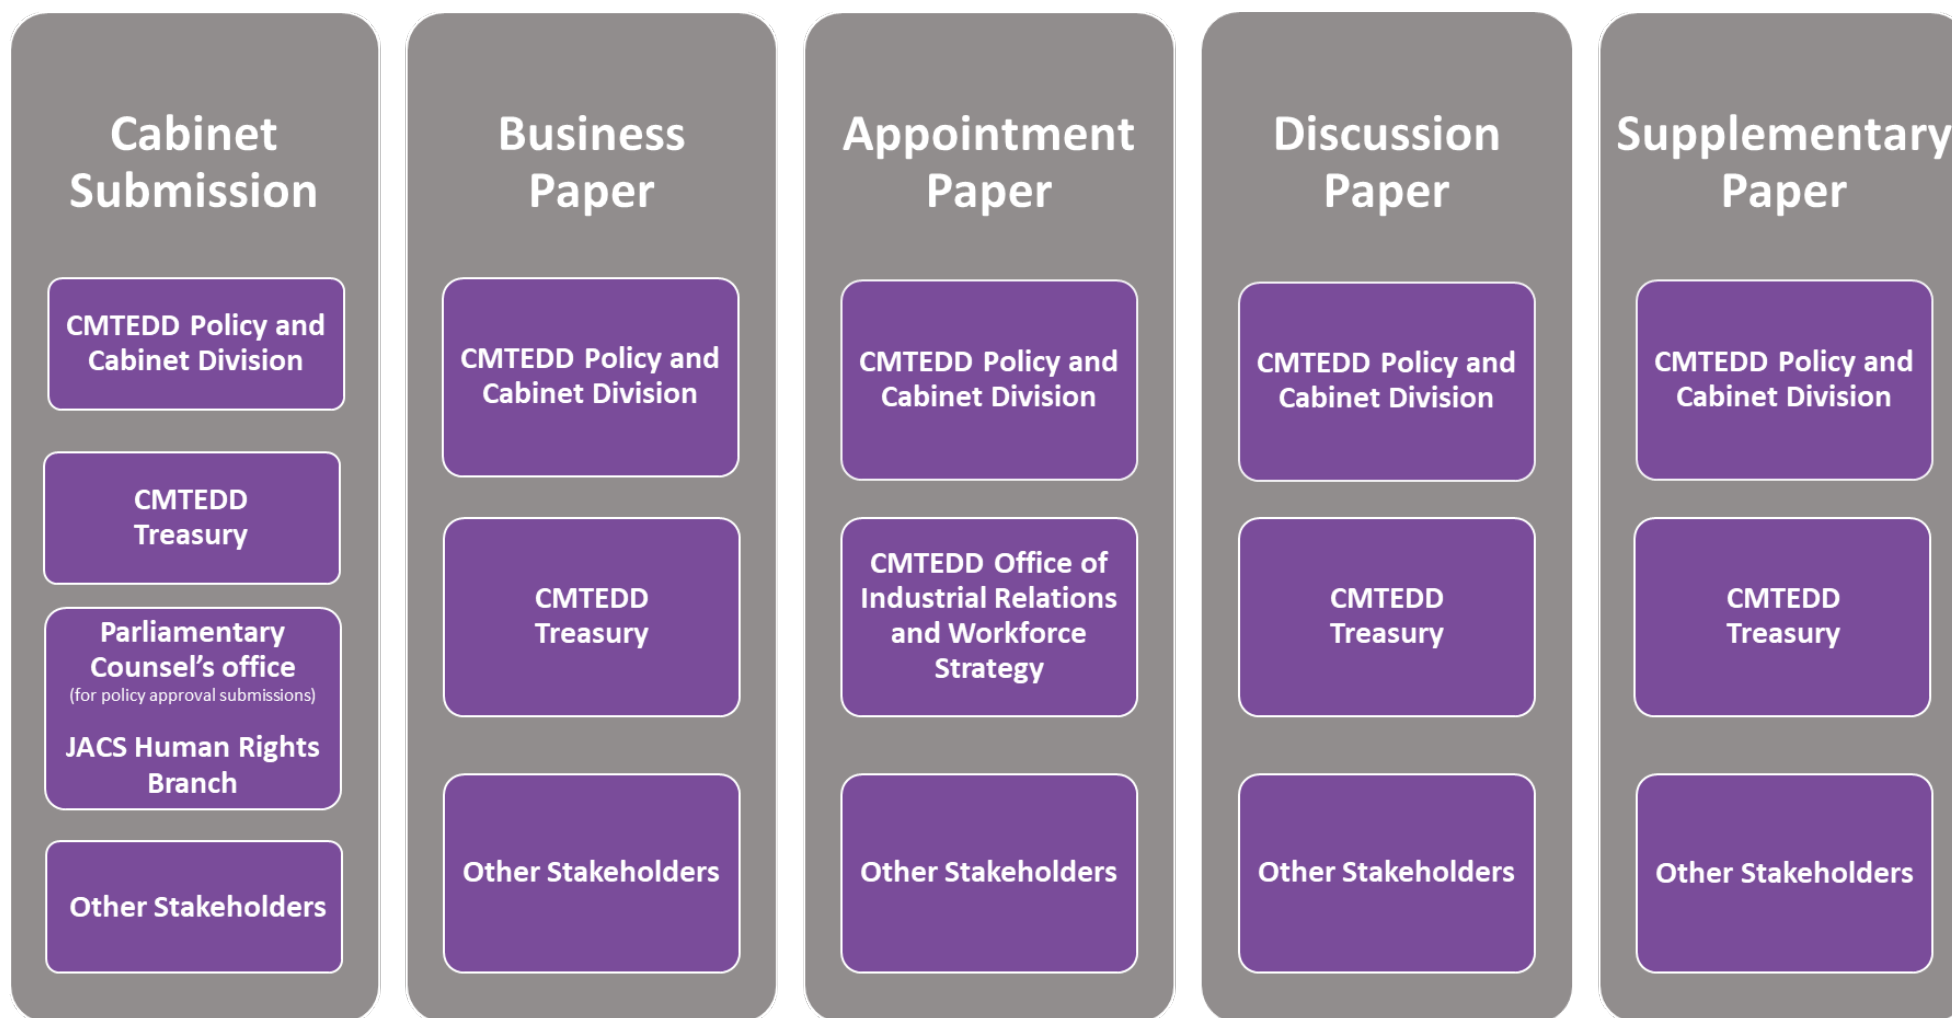 Cabinet
Submission
CMTEDD Policy and
Cabinet Division
CMTEDD
Treasury
Parliamentary
Counsel’s office
(for policy approval submissions)
JACS Human Rights
Branch
Other Stakeholders
Business
Paper
CMTEDD Policy and
Cabinet Division
CMTEDD
Treasury
Other Stakeholders
Appointment
Paper
CMTEDD Policy and
Cabinet Division
CMTEDD Office of
Industrial Relations
and Workforce
Strategy
Other Stakeholders
Discussion
Paper
CMTEDD Policy and
Cabinet Division
CMTEDD
Treasury
Other Stakeholders
Supplementary
Paper
CMTEDD Policy and
Cabinet Division
CMTEDD
Treasury
Other Stakeholders